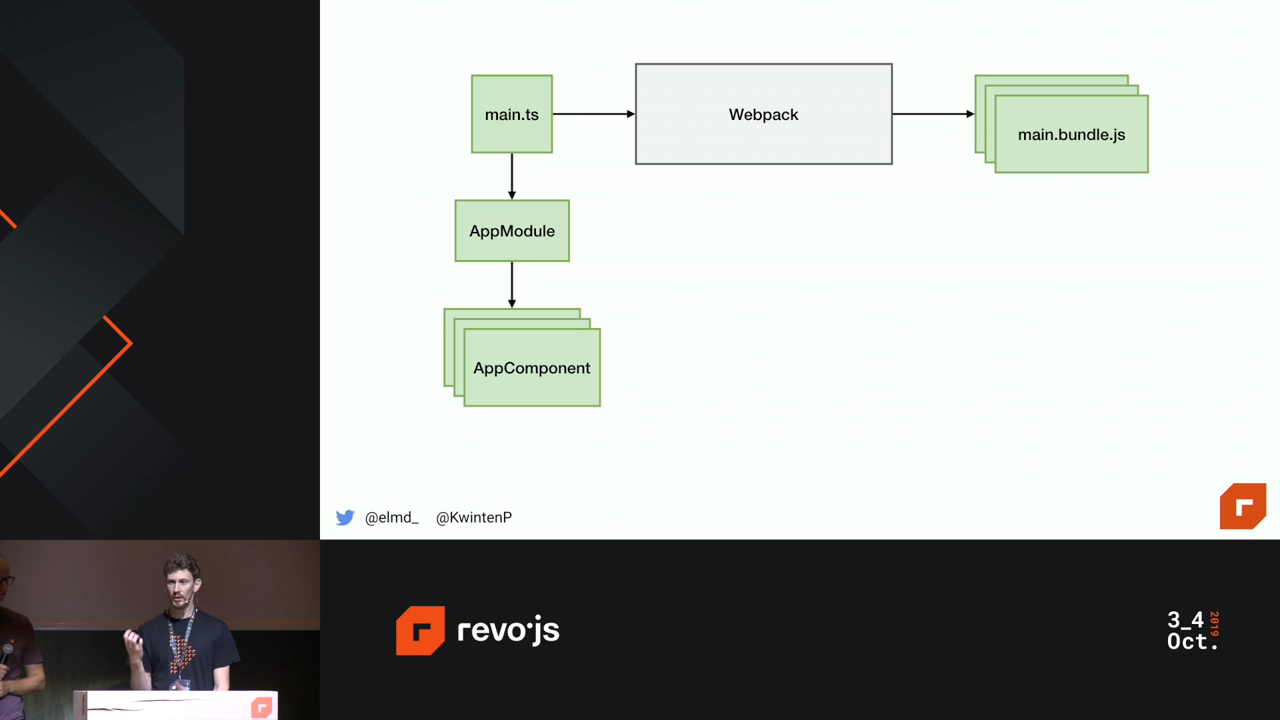 main.ts
Webpack
main.bundle.js
AppModule
AppComponent
@elmd_ @KwintenP
revo·js
3_4
Oct.
2019